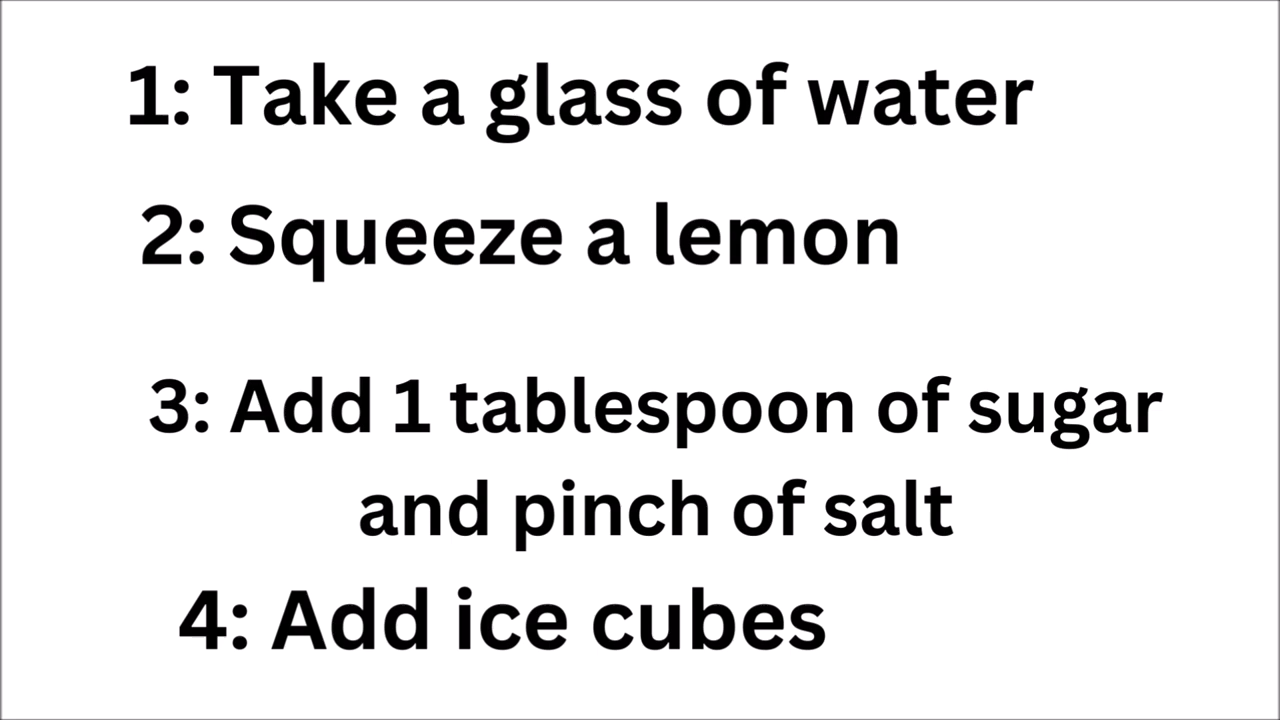 1: Take a glass of water
2: Squeeze a lemon
3: Add 1 tablespoon of sugar
and pinch of salt
4: Add ice cubes